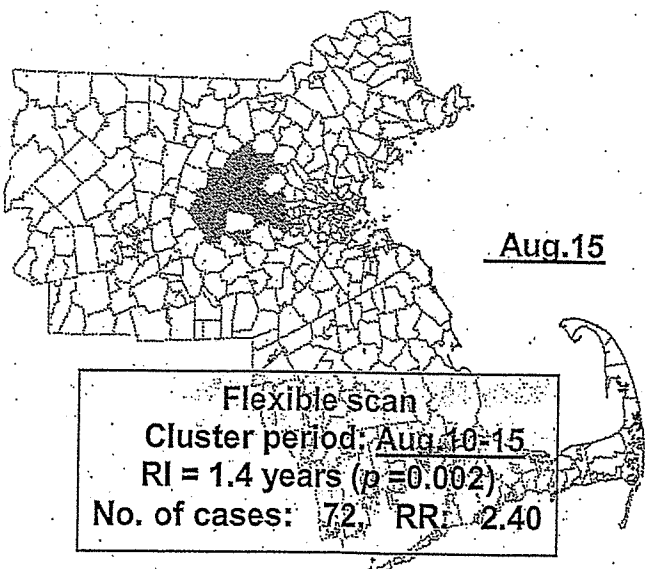 Aug.15
Flexible scan
Cluster period: Aug.10-15
RI = 1.4 years (p =0.002)
No. of cases: 72, RR: 2.40